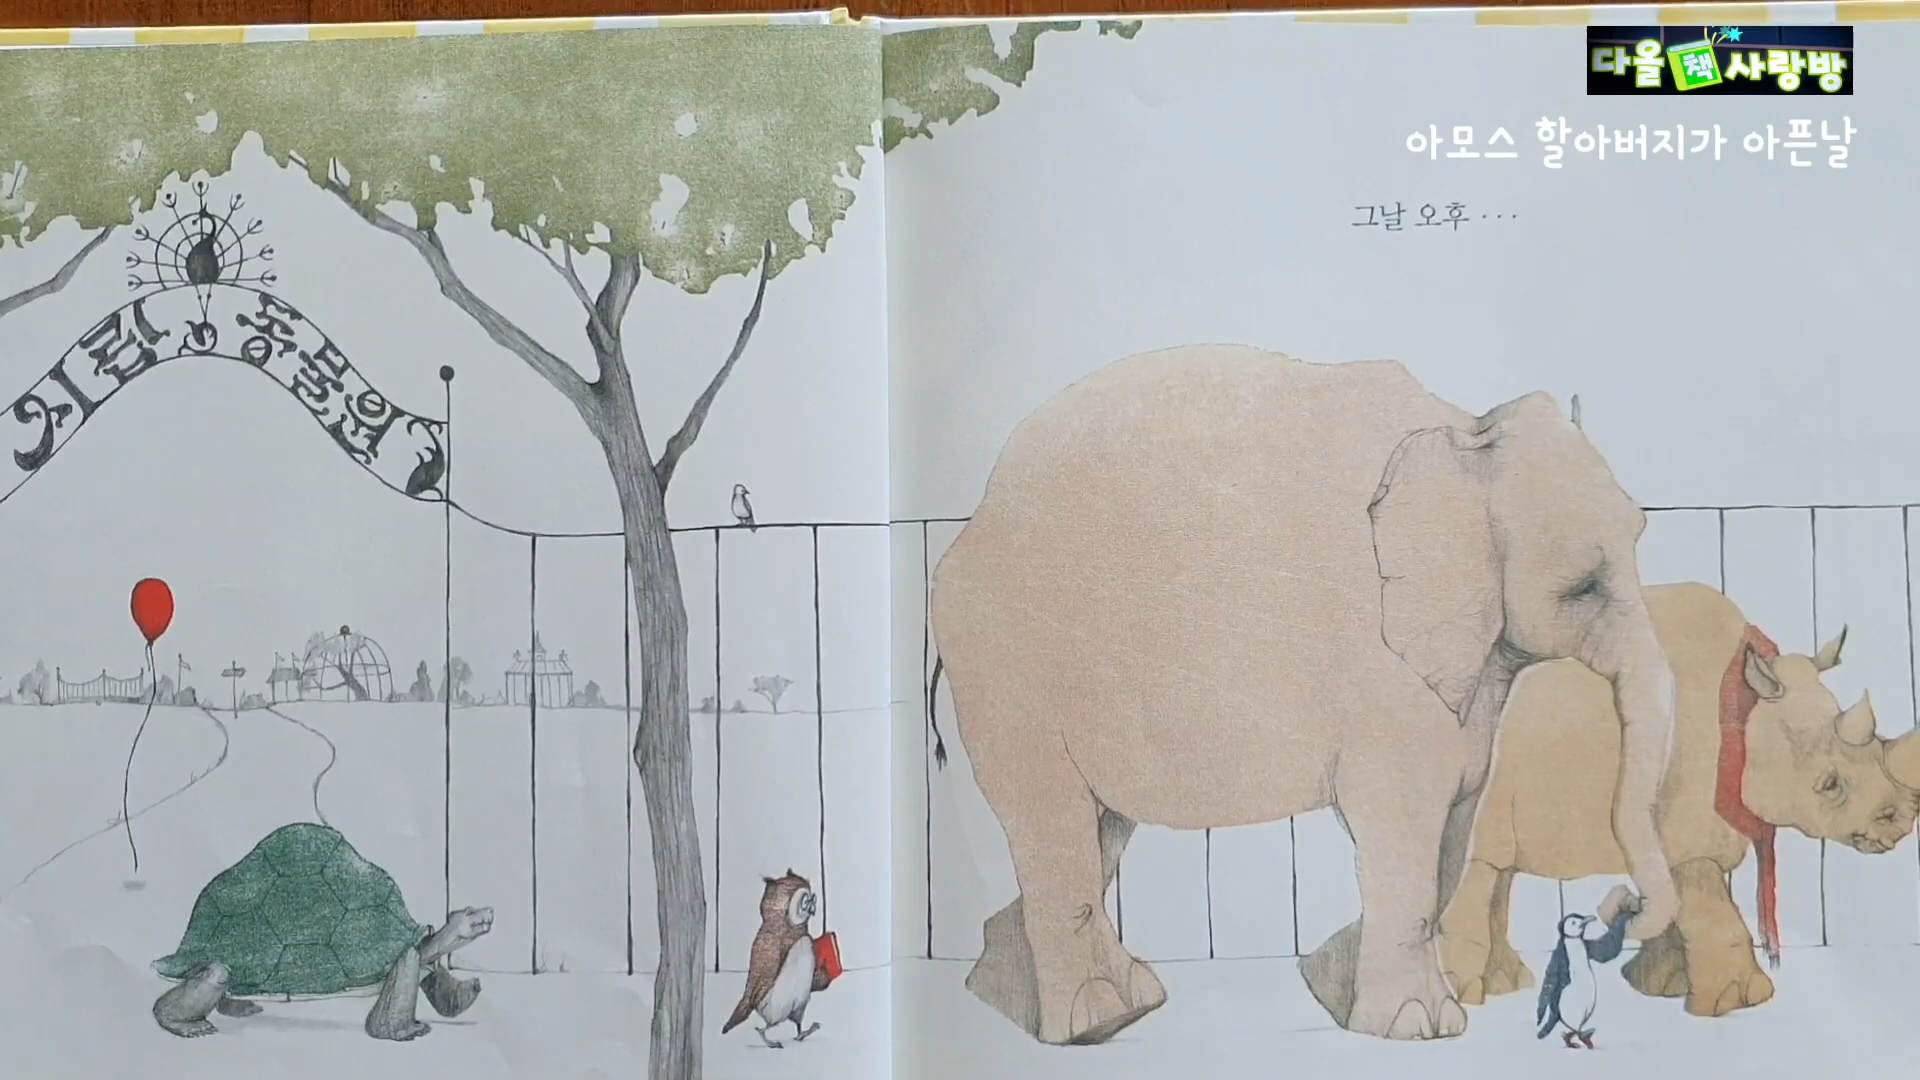 다올 책 사랑방
아모스 할아버지가 아픈날
그날 오후 ···
시립 동물원